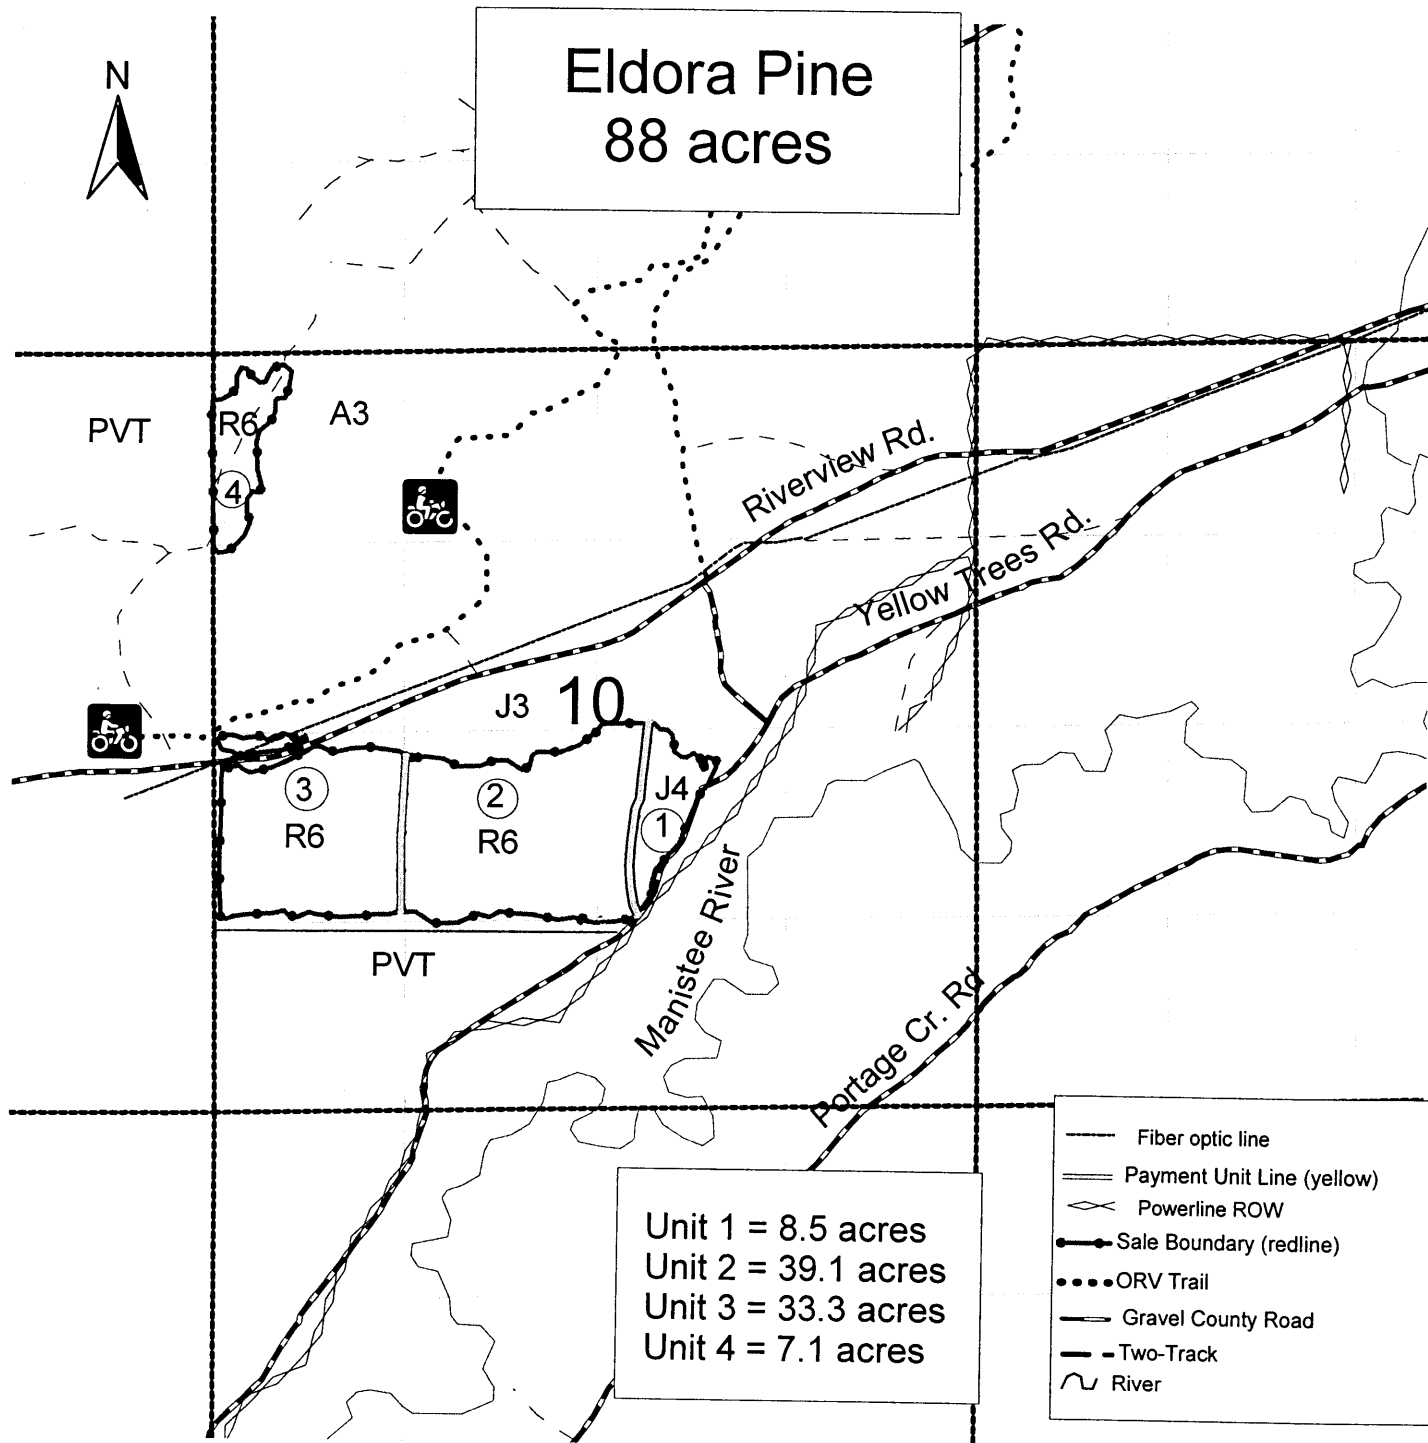 Eldora Pine
88 acres
N
PVT
R6
A3
4
Riverview Rd.
Yellow Trees Rd.
J3
10
3
R6
2
R6
J4
1
PVT
Manistee River
Portage Cr. Rd
Unit 1 = 8.5 acres
Unit 2 = 39.1 acres
Unit 3 = 33.3 acres
Unit 4 = 7.1 acres
Fiber optic line
Payment Unit Line (yellow)
Powerline ROW
Sale Boundary (redline)
ORV Trail
Gravel County Road
Two-Track
River